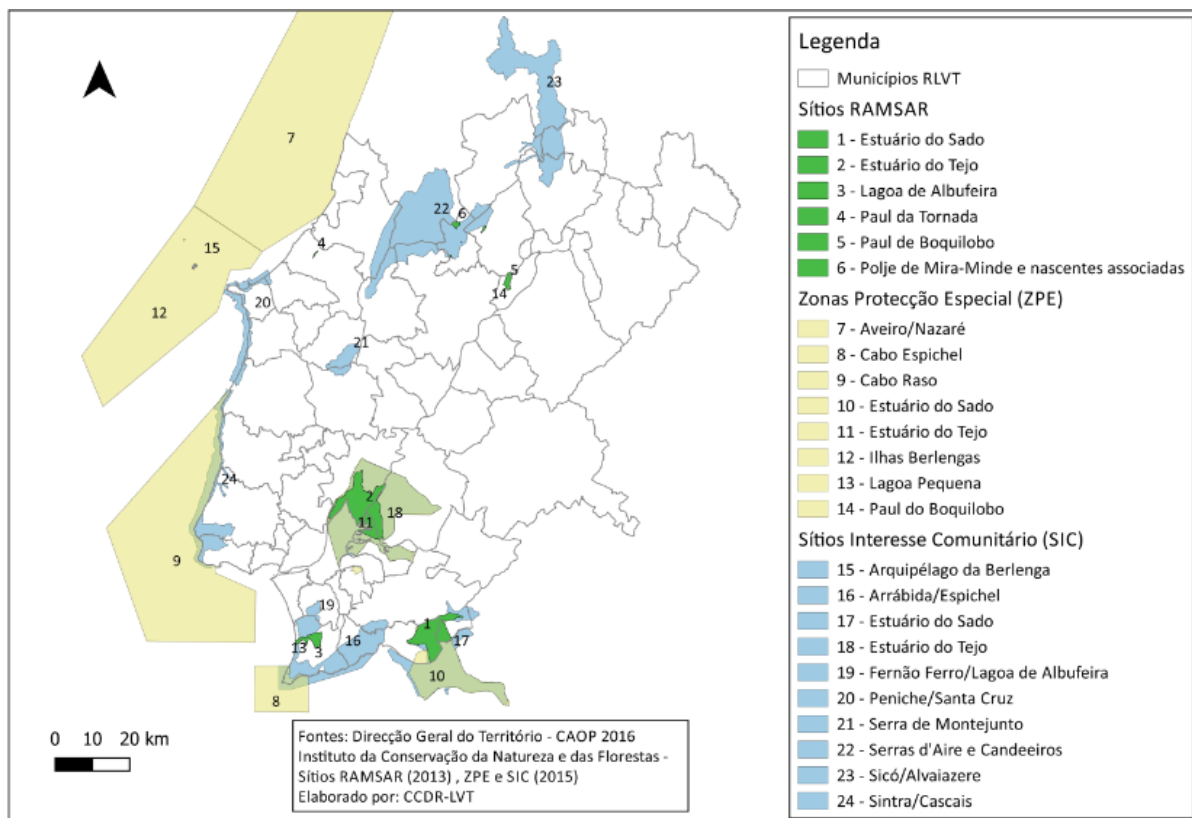 7
23
22
6
15
4
5
14
12
20
21
24
2
18
11
9
19
1
13
3
16
17
10
8
0 10 20 km
Fontes: Direcção Geral do Território - CAOP 2016
Instituto da Conservação da Natureza e das Florestas -
Sítios RAMSAR (2013) , ZPE e SIC (2015)
Elaborado por: CCDR-LVT
Legenda
Municípios RLVT
Sítios RAMSAR
1 - Estuário do Sado
2 - Estuário do Tejo
3 - Lagoa de Albufeira
4 - Paul da Tornada
5 - Paul de Boquilobo
6 - Polje de Mira-Minde e nascentes associadas
Zonas Protecção Especial (ZPE)
7 - Aveiro/Nazaré
8 - Cabo Espichel
9 - Cabo Raso
10 - Estuário do Sado
11 - Estuário do Tejo
12 - Ilhas Berlengas
13 - Lagoa Pequena
14 - Paul do Boquilobo
Sítios Interesse Comunitário (SIC)
15 - Arquipélago da Berlenga
16 - Arrábida/Espichel
17 - Estuário do Sado
18 - Estuário do Tejo
19 - Fernão Ferro/Lagoa de Albufeira
20 - Peniche/Santa Cruz
21 - Serra de Montejunto
22 - Serras d'Aire e Candeeiros
23 - Sicó/Alvaiazere
24 - Sintra/Cascais